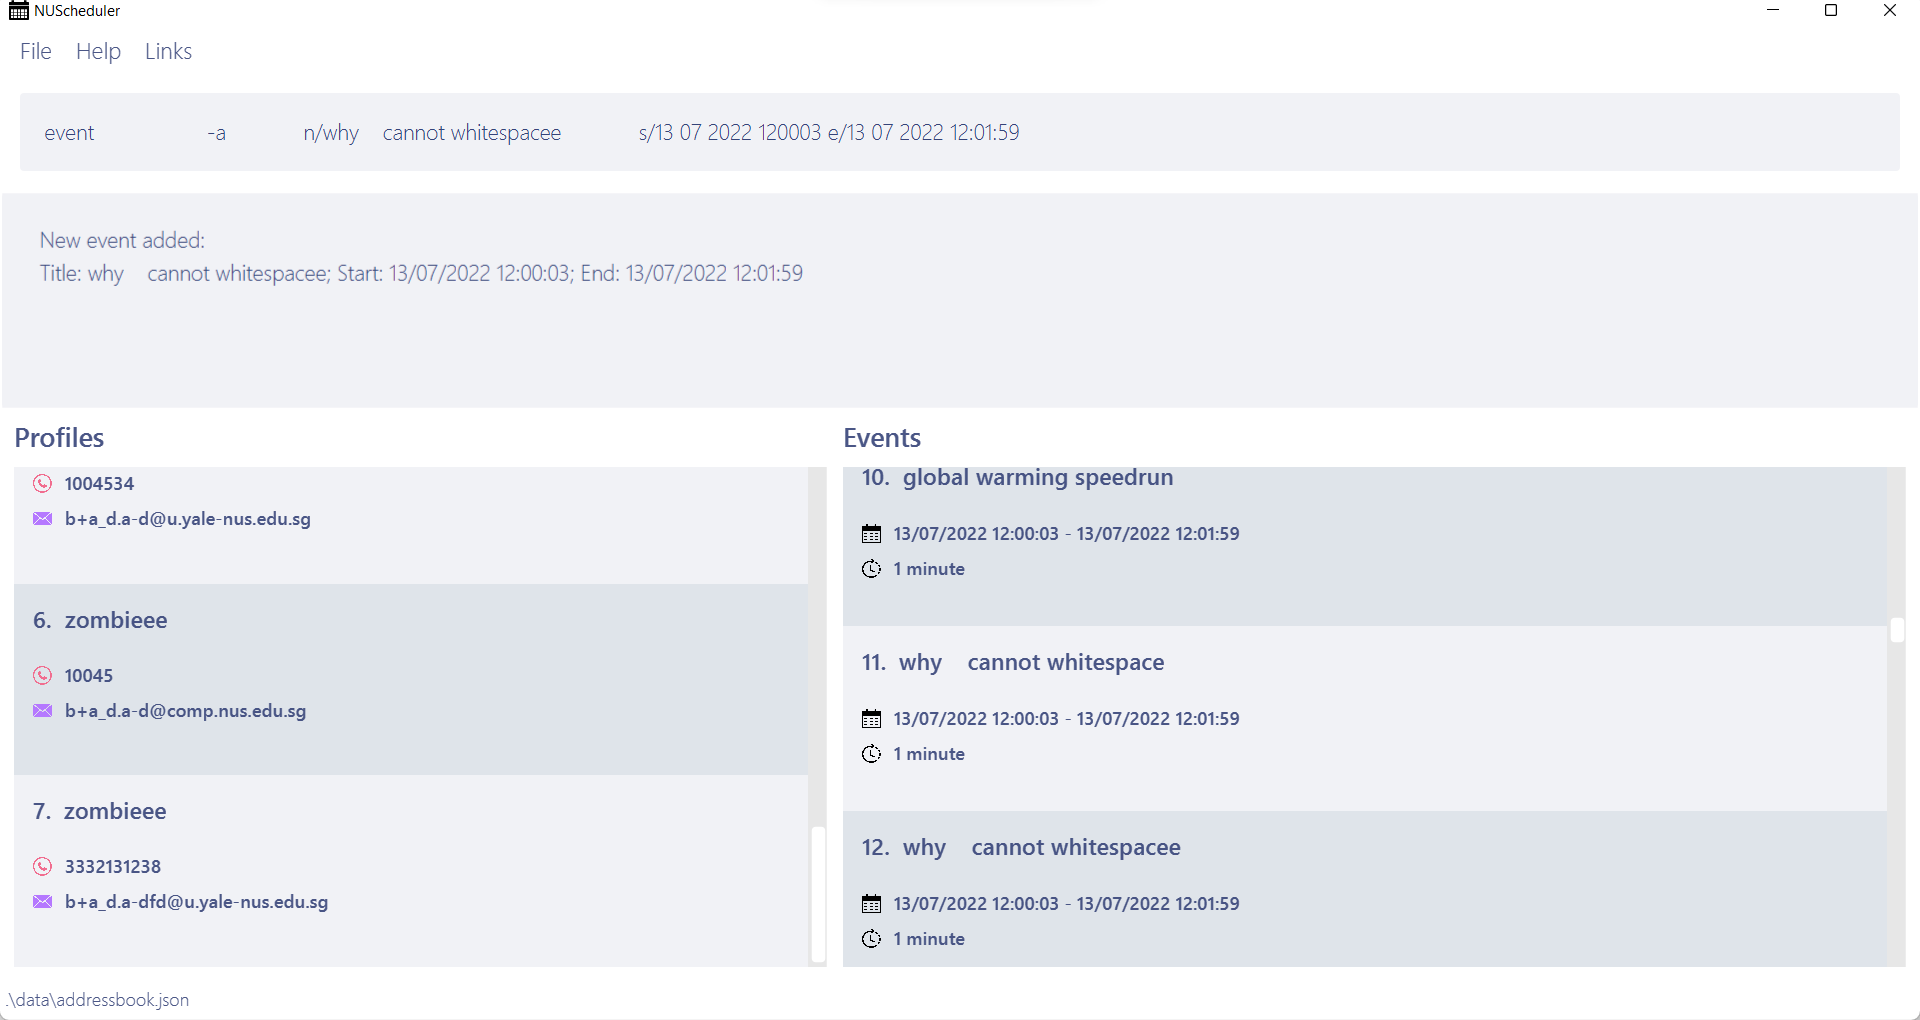 NUScheduler
File Help Links
event                -a           n/why    cannot whitespacee           s/13 07 2022 120003 e/13 07 2022 12:01:59
New event added:
Title: why    cannot whitespacee; Start: 13/07/2022 12:00:03; End: 13/07/2022 12:01:59
Profiles
1004534
b+a_d.a-d@u.yale-nus.edu.sg
6. zombieee
10045
b+a_d.a-d@comp.nus.edu.sg
7. zombieee
3332131238
b+a_d.a-dfd@u.yale-nus.edu.sg
Events
10. global warming speedrun
13/07/2022 12:00:03 - 13/07/2022 12:01:59
1 minute
11. why    cannot whitespace
13/07/2022 12:00:03 - 13/07/2022 12:01:59
1 minute
12. why    cannot whitespacee
13/07/2022 12:00:03 - 13/07/2022 12:01:59
1 minute
.\data\addressbook.json